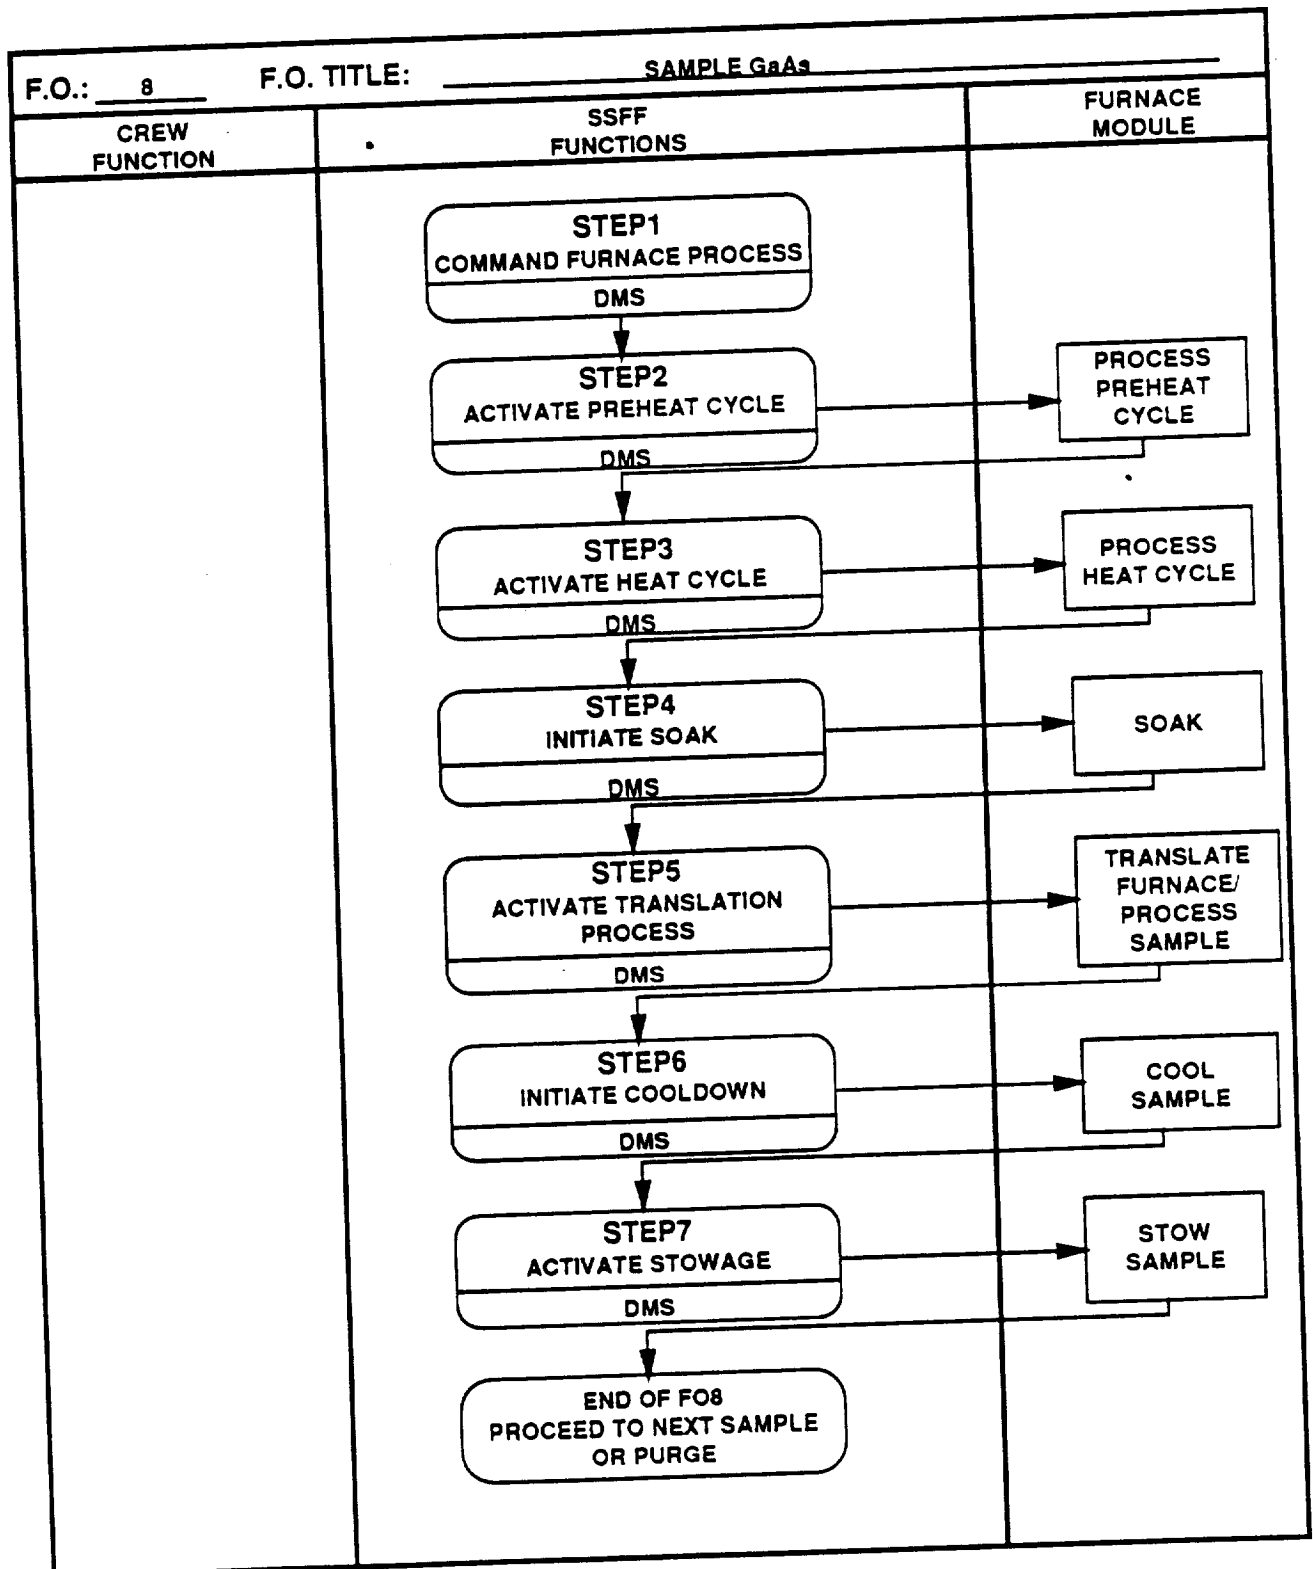 F.O.: 8 F.O. TITLE: SAMPLE GaAs
CREW
FUNCTION
SSFF
FUNCTIONS
FURNACE
MODULE
STEP1
COMMAND FURNACE PROCESS
DMS
STEP2
ACTIVATE PREHEAT CYCLE
DMS
PROCESS
PREHEAT
CYCLE
STEP3
ACTIVATE HEAT CYCLE
DMS
PROCESS
HEAT CYCLE
STEP4
INITIATE SOAK
DMS
SOAK
STEP5
ACTIVATE TRANSLATION
PROCESS
DMS
TRANSLATE
FURNACE/
PROCESS
SAMPLE
STEP6
INITIATE COOLDOWN
DMS
COOL
SAMPLE
STEP7
ACTIVATE STOWAGE
DMS
STOW
SAMPLE
END OF FO8
PROCEED TO NEXT SAMPLE
OR PURGE